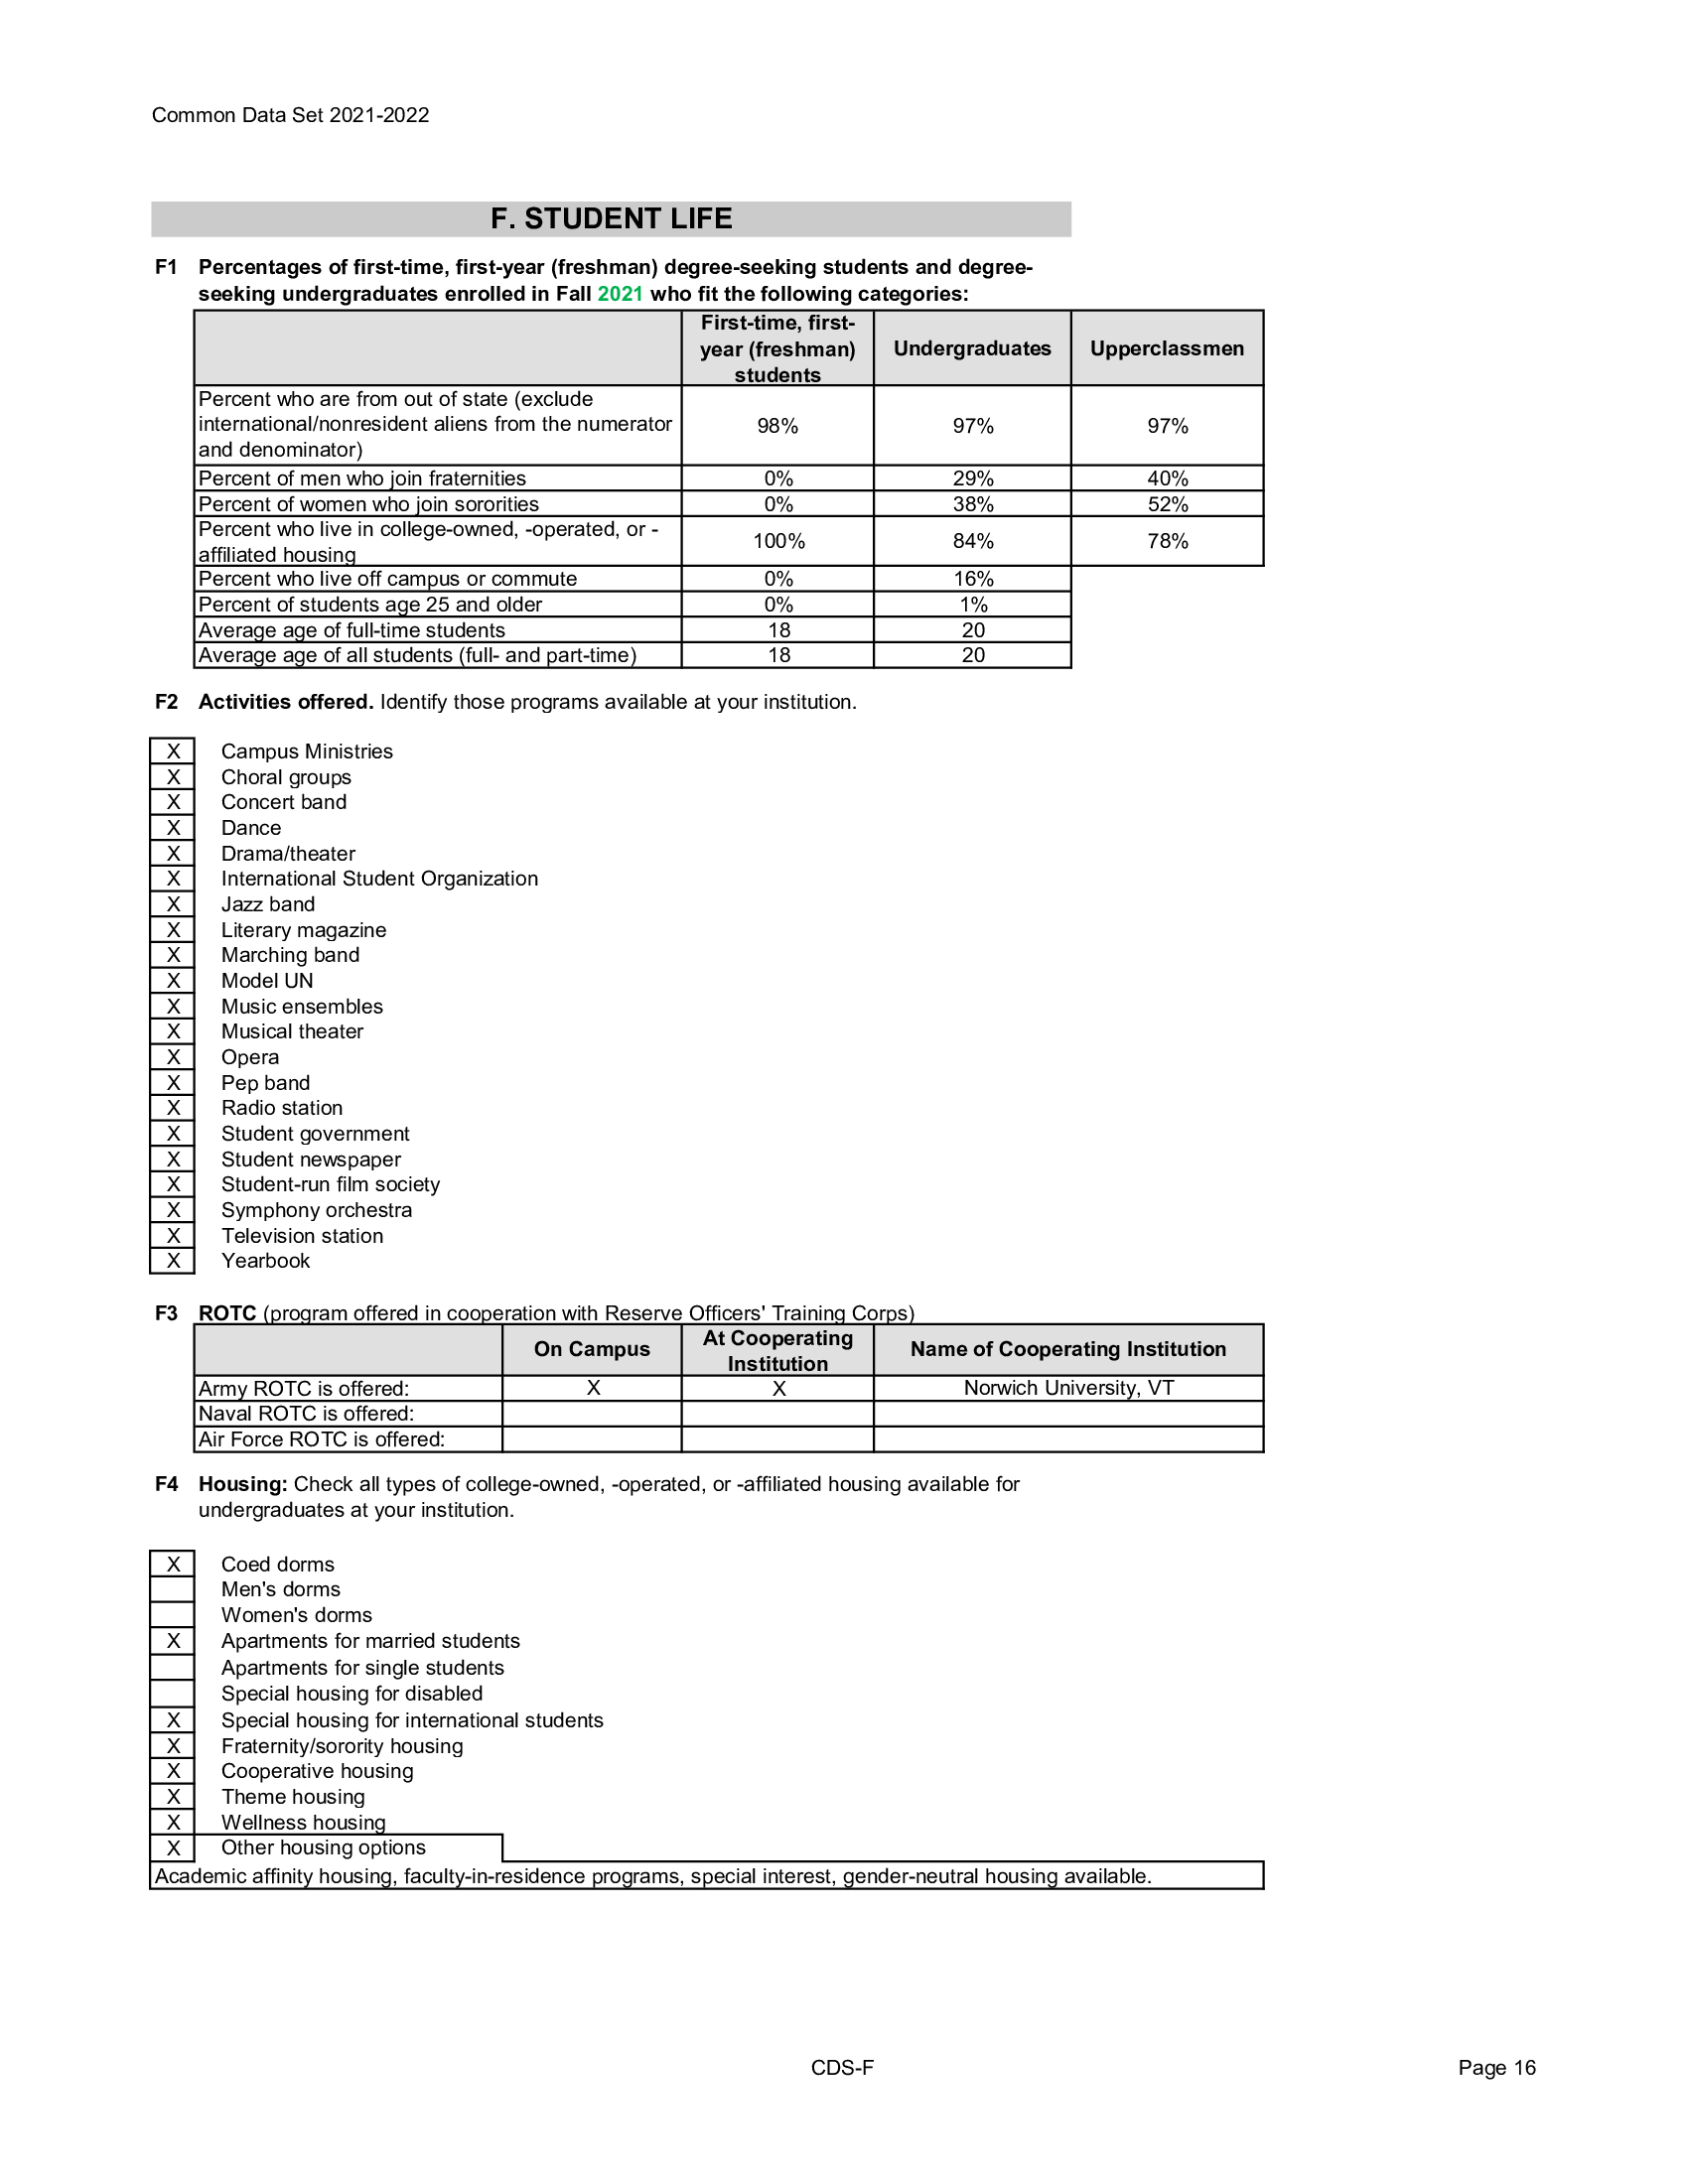 Common Data Set 2021-2022
F. STUDENT LIFE
F1 Percentages of first-time, first-year (freshman) degree-seeking students and degree-
seeking undergraduates enrolled in Fall 2021 who fit the following categories:
First-time, first-
year (freshman)
students
Undergraduates
Upperclassmen
Percent who are from out of state (exclude
international/nonresident aliens from the numerator
and denominator)
98% 97% 97%
Percent of men who join fraternities 0% 29% 40%
Percent of women who join sororities 0% 38% 52%
Percent who live in college-owned, -operated, or -
affiliated housing
100% 84% 78%
Percent who live off campus or commute 0% 16%
Percent of students age 25 and older 0% 1%
Average age of full-time students 18 20
Average age of all students (full- and part-time) 18 20
F2 Activities offered. Identify those programs available at your institution.
X Campus Ministries
X Choral groups
X Concert band
X Dance
X Drama/theater
X International Student Organization
X Jazz band
X Literary magazine
X Marching band
X Model UN
X Music ensembles
X Musical theater
X Opera
X Pep band
X Radio station
X Student government
X Student newspaper
X Student-run film society
X Symphony orchestra
X Television station
X Yearbook
F3 ROTC (program offered in cooperation with Reserve Officers' Training Corps)
On Campus
At Cooperating
Institution
Name of Cooperating Institution
Army ROTC is offered: X X Norwich University, VT
Naval ROTC is offered:
Air Force ROTC is offered:
F4 Housing: Check all types of college-owned, -operated, or -affiliated housing available for
undergraduates at your institution.
X Coed dorms
Men's dorms
Women's dorms
X Apartments for married students
Apartments for single students
Special housing for disabled
X Special housing for international students
X Fraternity/sorority housing
X Cooperative housing
X Theme housing
X Wellness housing
X Other housing options
Academic affinity housing, faculty-in-residence programs, special interest, gender-neutral housing available.
CDS-F
Page 16